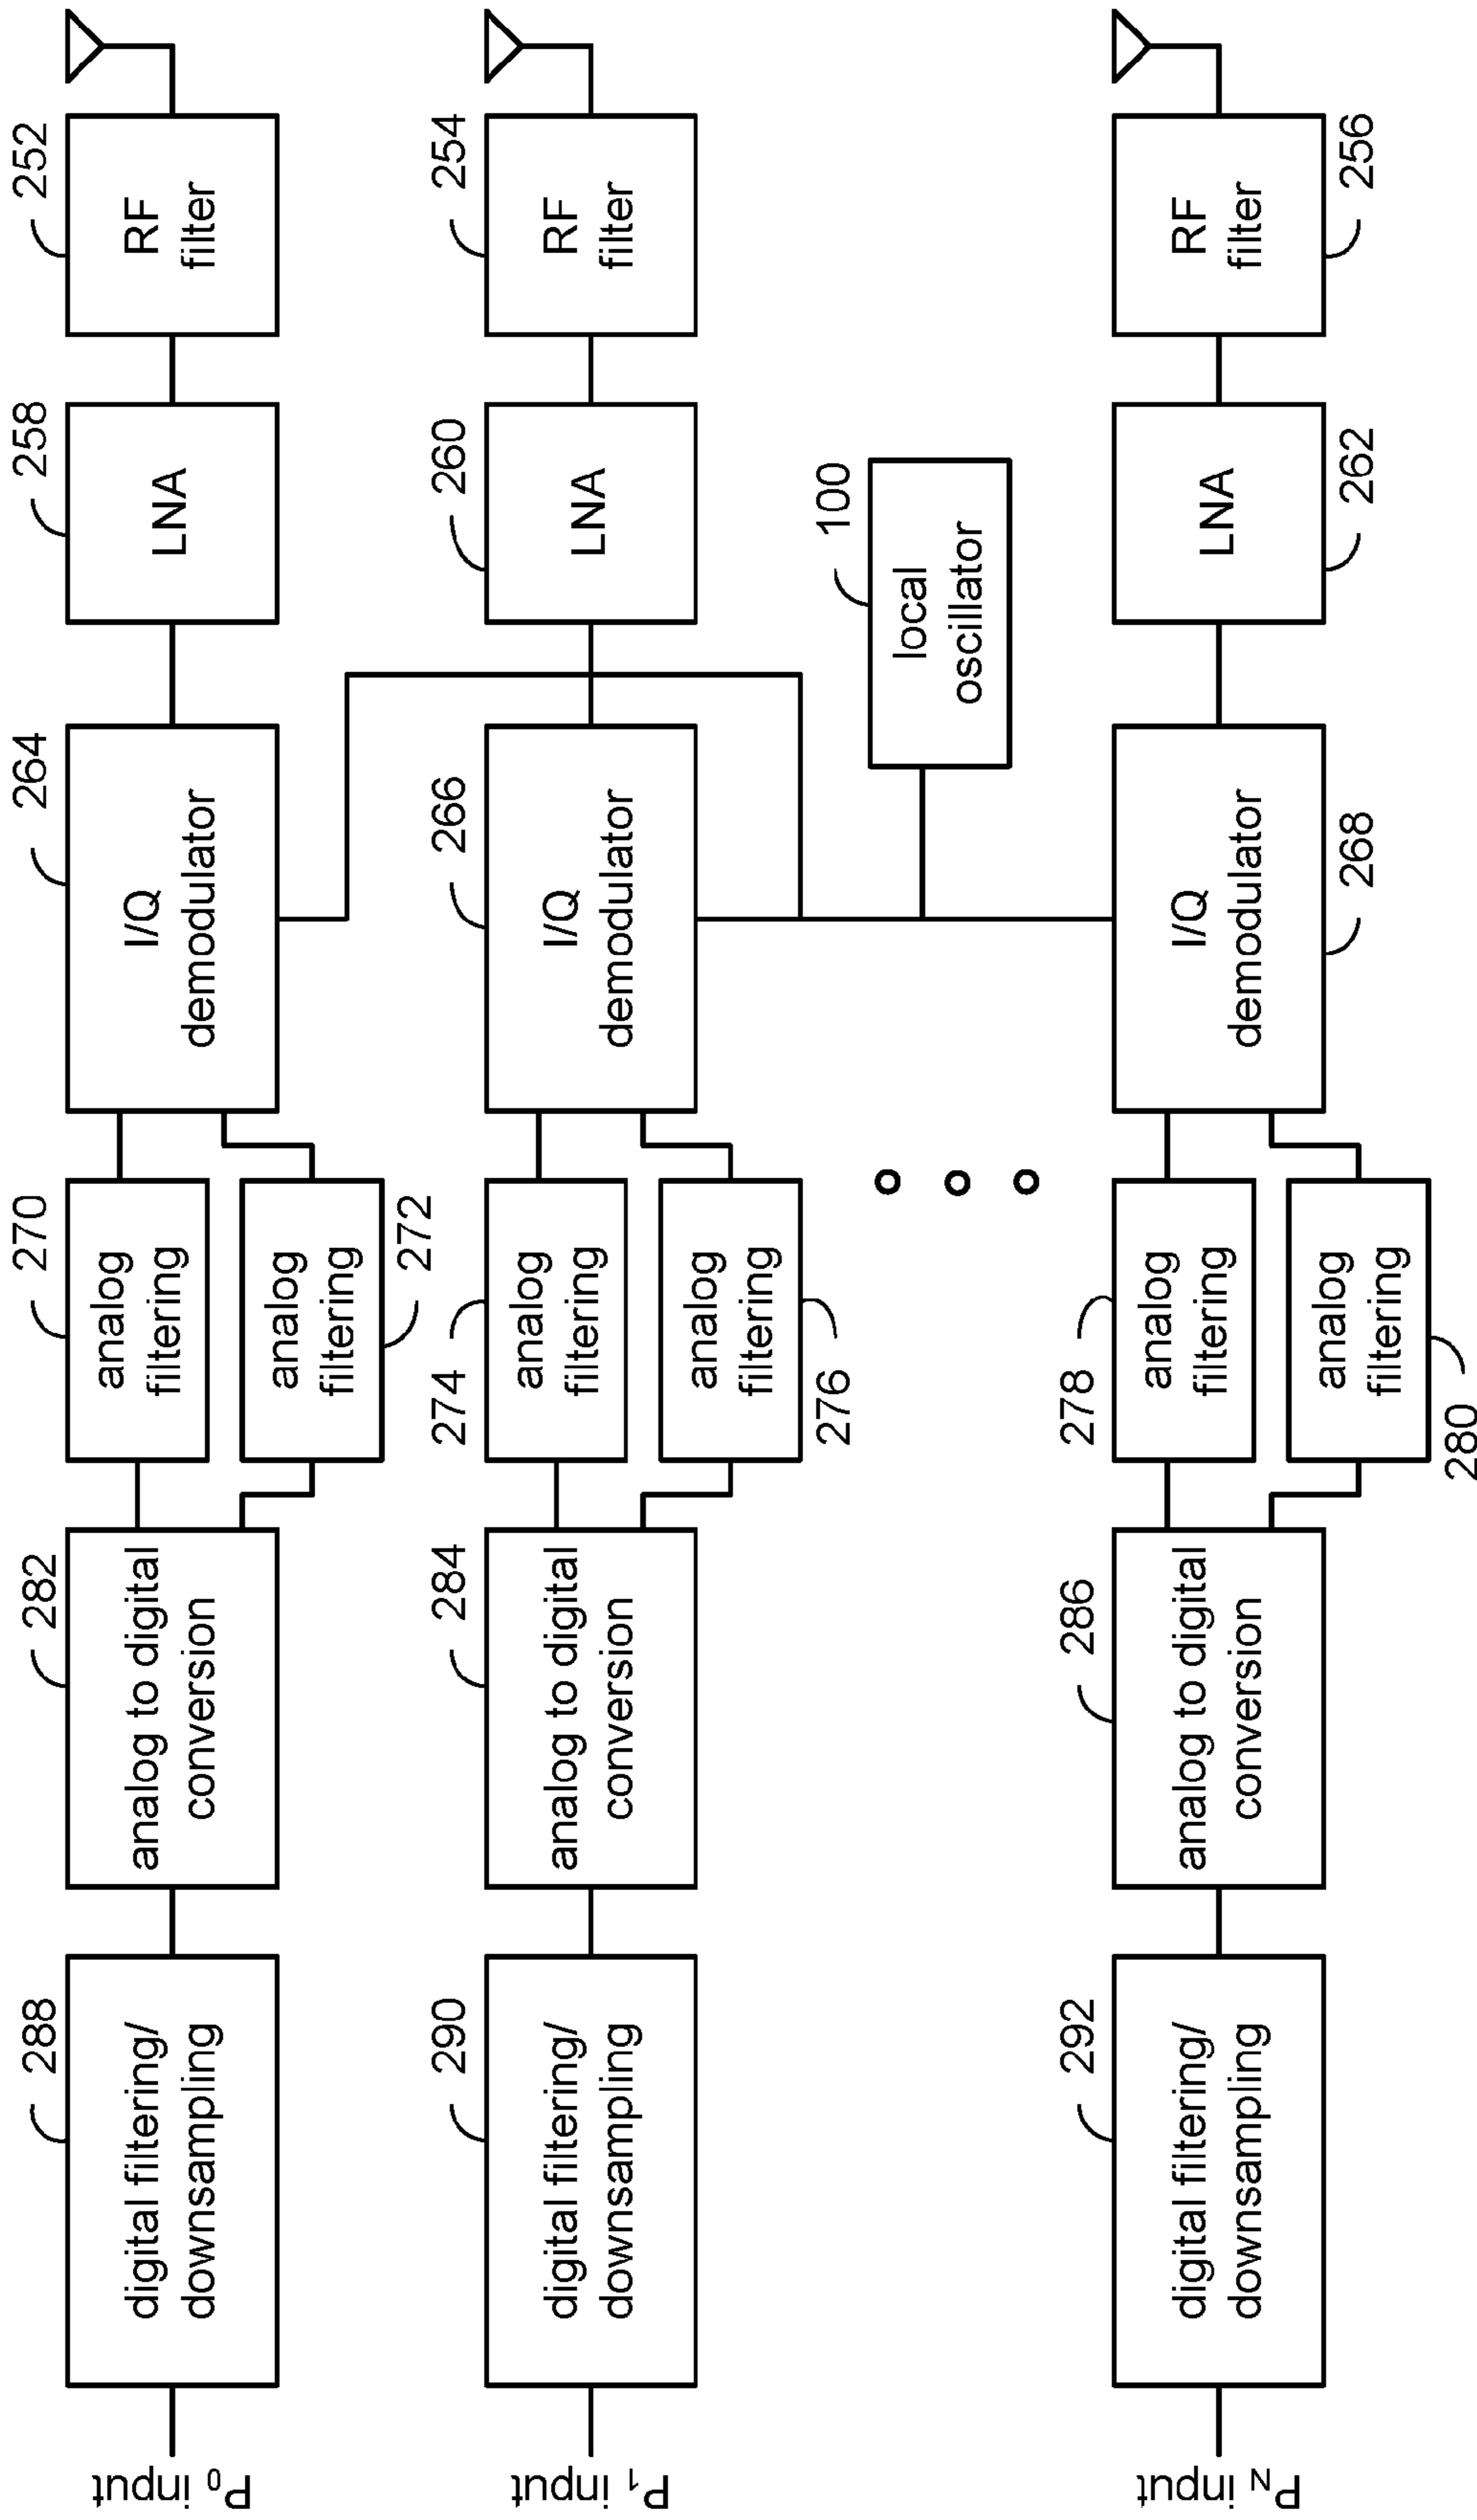 288
282
270
264
258
252
P0 input
digital filtering/
downsampling
analog to digital
conversion
analog
filtering
analog
filtering
I/Q
demodulator
LNA
RF
filter
272
290
284
274
266
260
254
P1 input
digital filtering/
downsampling
analog to digital
conversion
analog
filtering
analog
filtering
I/Q
demodulator
LNA
RF
filter
276
100
local
oscillator
292
286
278
PN input
digital filtering/
downsampling
analog to digital
conversion
analog
filtering
analog
filtering
I/Q
demodulator
LNA
RF
filter
280
268
262
256